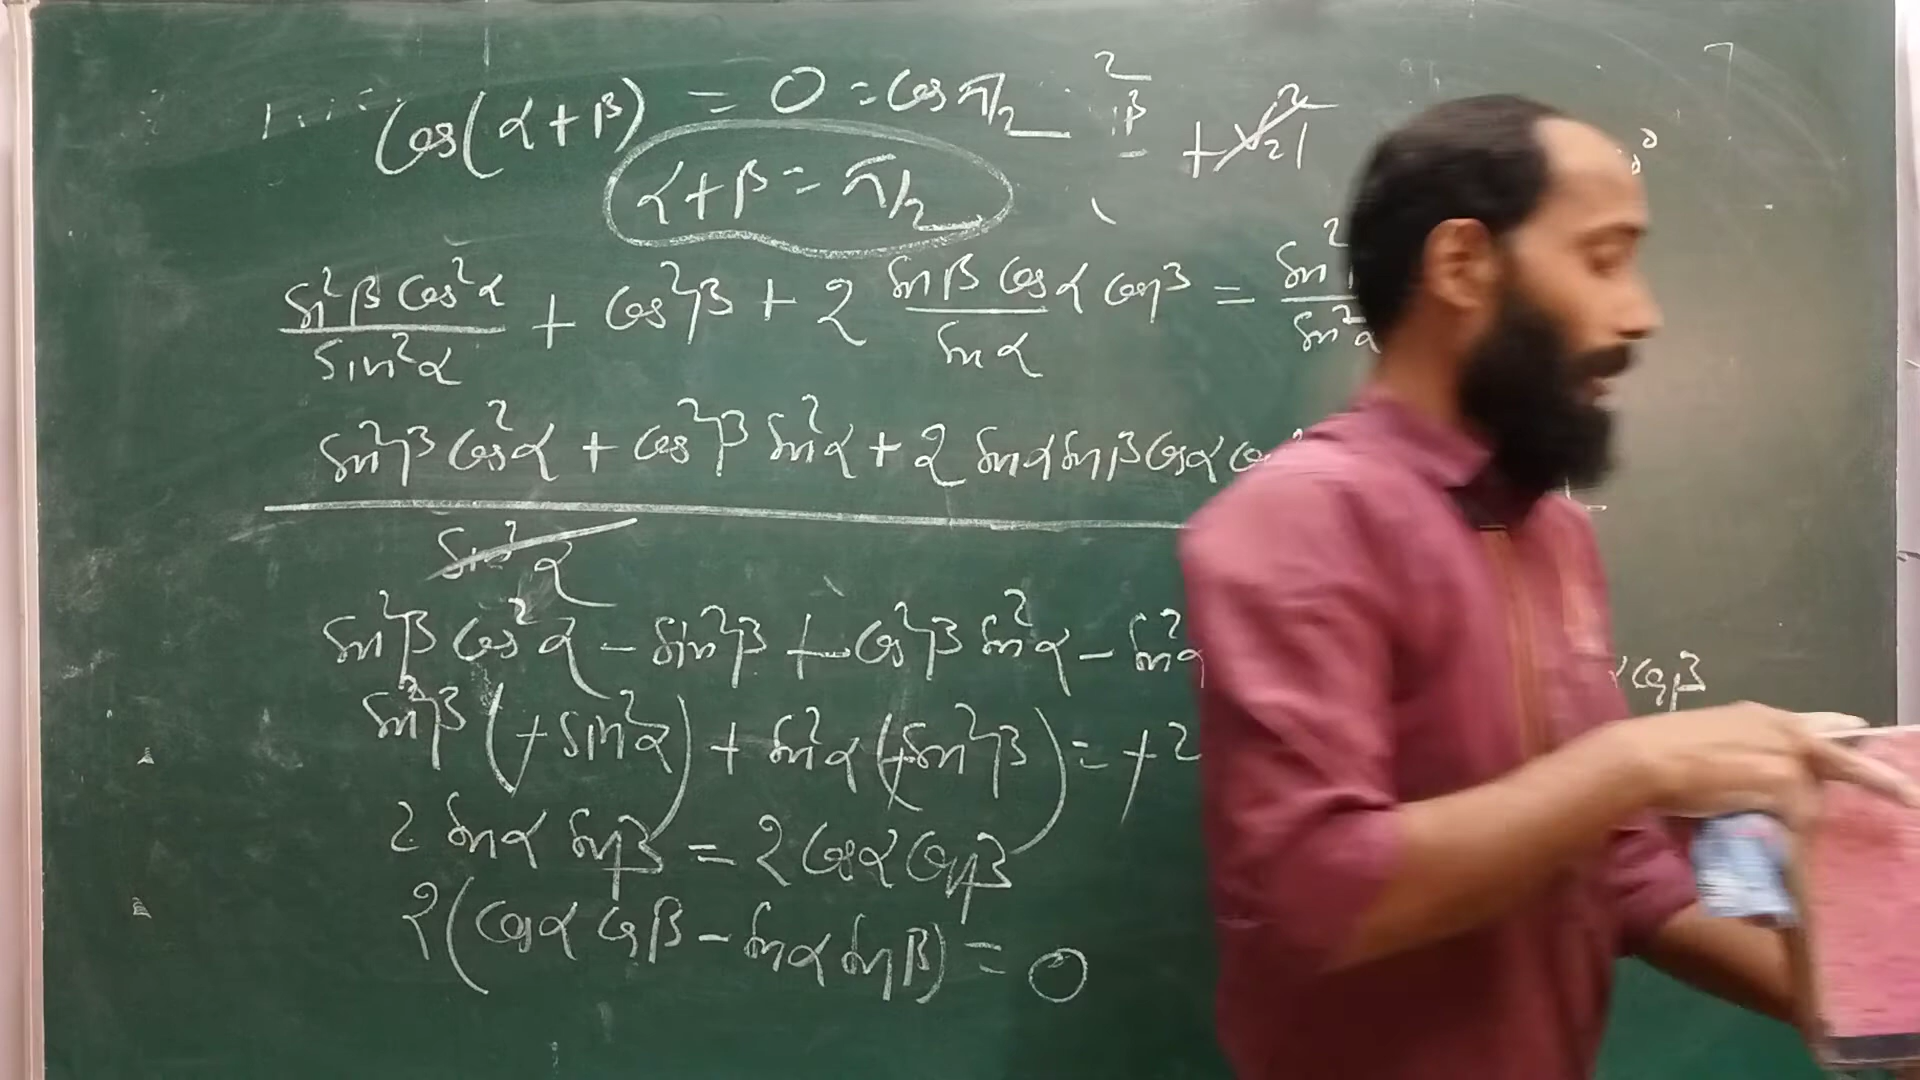 Cos(α+β) = 0 = Cos π/2
α+β = π/2
Sin²β Cos²α / Sin²α + Cos²β + 2 Sinβ Cosα Cosβ / Sinα = Sin² / Sin²α
Sin²β Cos²α + Cos²β Sin²α + 2 Sinα Sinβ Cosα
Sin²α
Sin²β Cos²α - Sin²β + Cos²β Sin²α - Sin²α
Sin²β (+ Sin²α) + Sin²α (+ Sin²β) = + 2
Cosβ
2 Sinα Sinβ = 2 Cosα Cosβ
2 (Cosα Cosβ - Sinα Sinβ) = 0